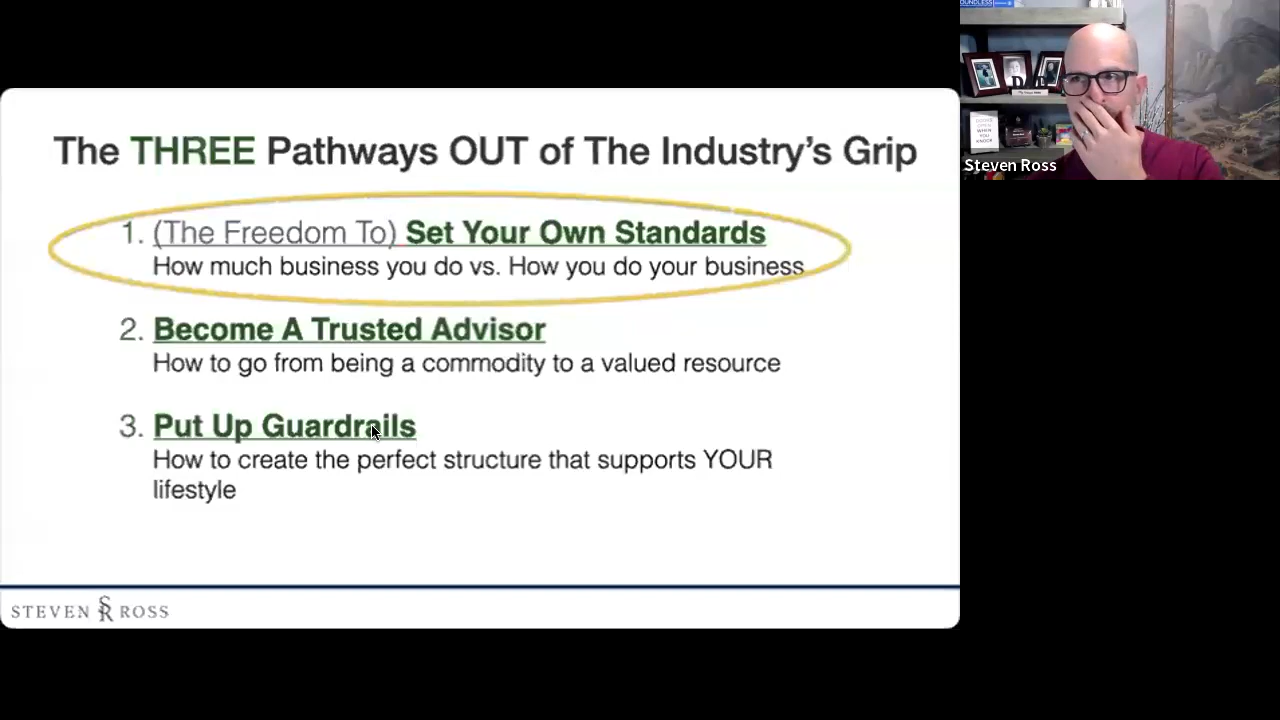 The THREE Pathways OUT of The Industry's Grip
1. (The Freedom To) Set Your Own Standards
How much business you do vs. How you do your business
2. Become A Trusted Advisor
How to go from being a commodity to a valued resource
3. Put Up Guardrails
How to create the perfect structure that supports YOUR
lifestyle
STEVEN SR ROSS
Steven Ross